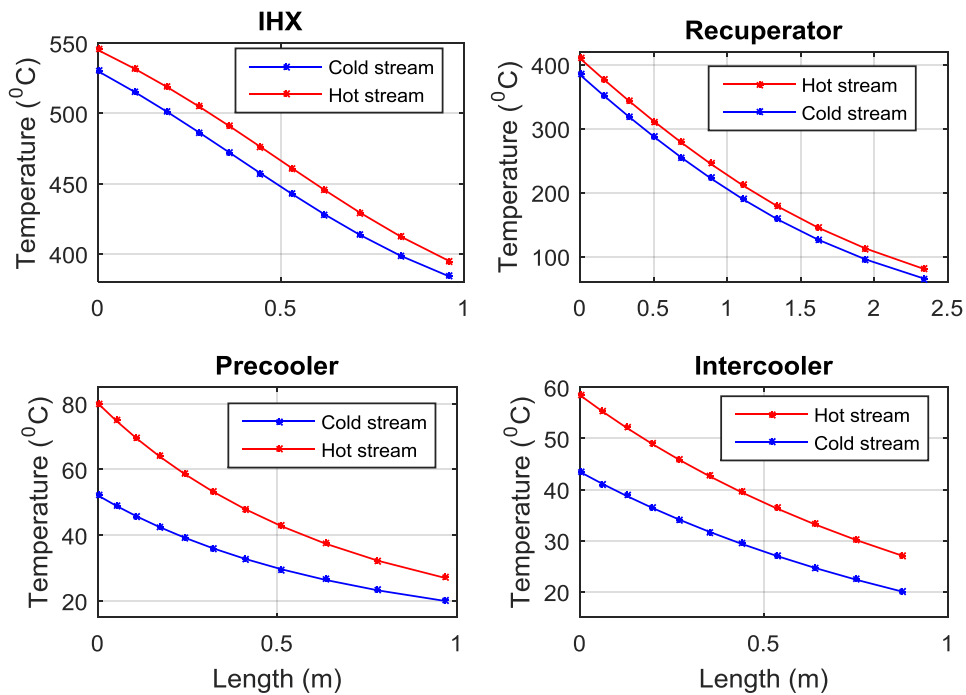 IHX
Temperature (⁰C)
550
500
450
400
0
0.5
1
Cold stream
Hot stream
Recuperator
Temperature (⁰C)
400
300
200
100
0
0.5
1
1.5
2
2.5
Hot stream
Cold stream
Precooler
Temperature (⁰C)
80
60
40
20
0
0.5
1
Length (m)
Cold stream
Hot stream
Intercooler
Temperature (⁰C)
60
50
40
30
20
0
0.5
1
Length (m)
Hot stream
Cold stream